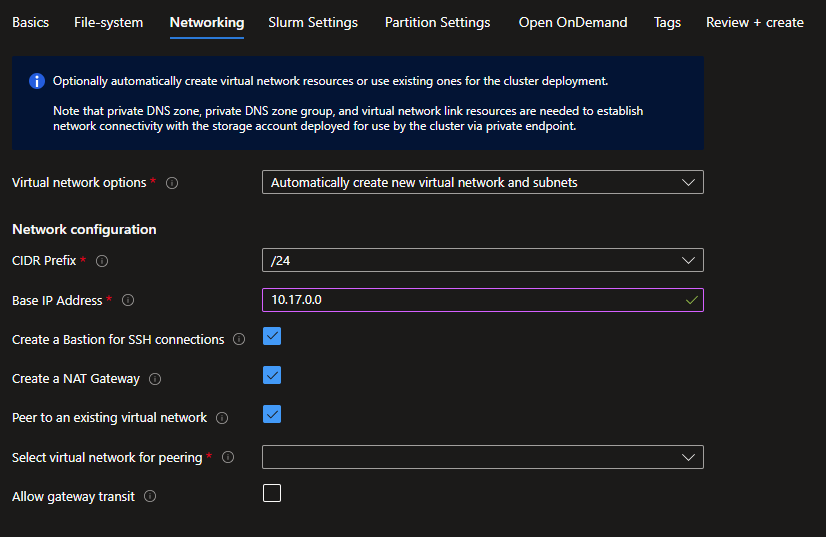 Basics File-system Networking Slurm Settings Partition Settings Open OnDemand Tags Review + create
Optionally automatically create virtual network resources or use existing ones for the cluster deployment.
Note that private DNS zone, private DNS zone group, and virtual network link resources are needed to establish
network connectivity with the storage account deployed for use by the cluster via private endpoint.
Virtual network options * Automatically create new virtual network and subnets
Network configuration
CIDR Prefix * /24
Base IP Address * 10.17.0.0
Create a Bastion for SSH connections
Create a NAT Gateway
Peer to an existing virtual network
Select virtual network for peering *
Allow gateway transit